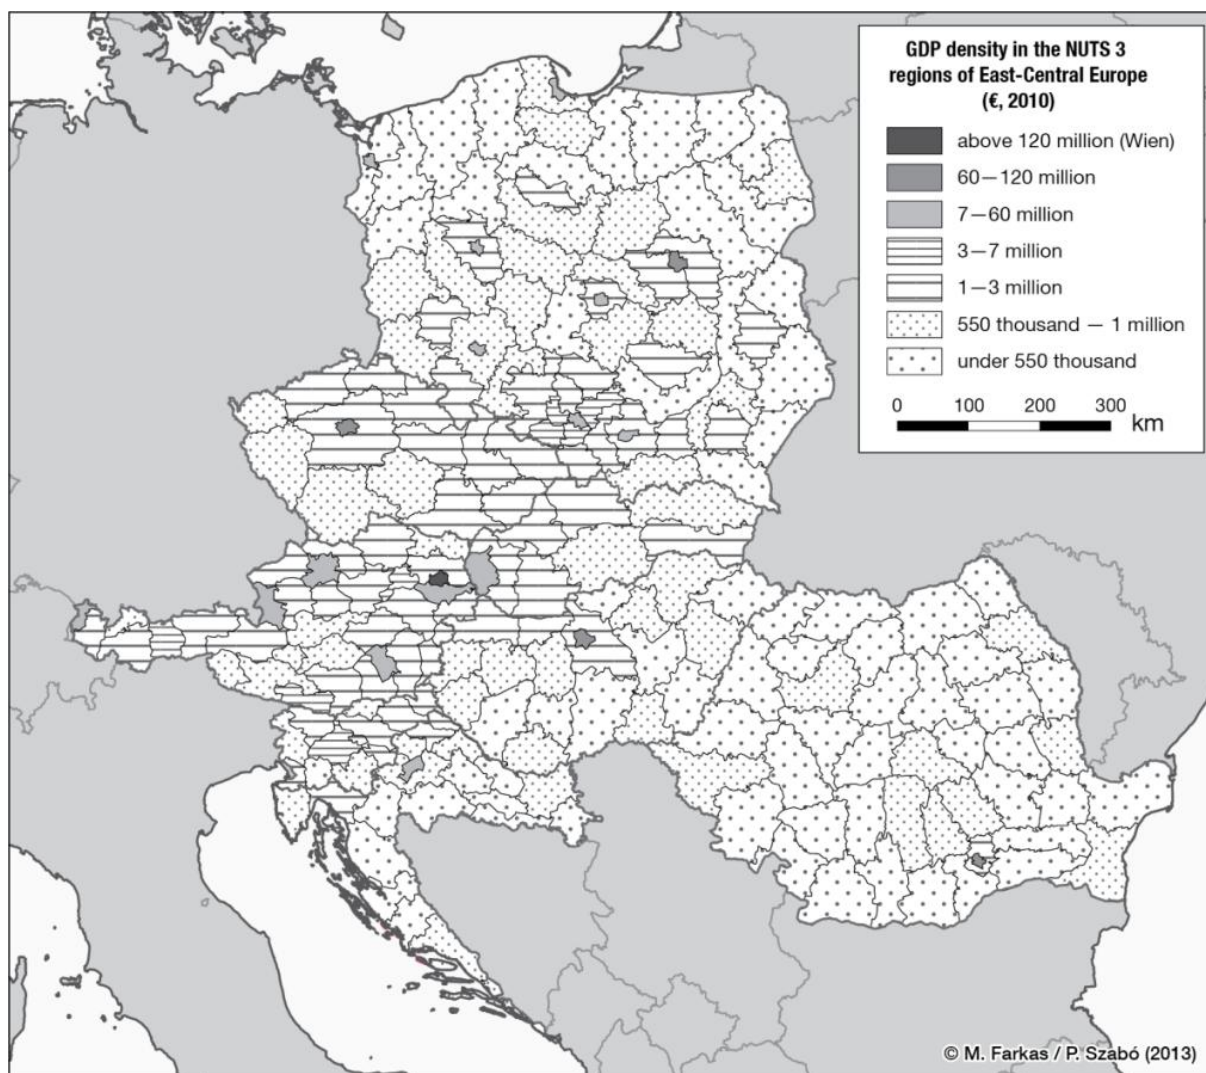 GDP density in the NUTS 3
regions of East-Central Europe
(€, 2010)
above 120 million (Wien)
60—120 million
7—60 million
3—7 million
1—3 million
550 thousand — 1 million
under 550 thousand
0 100 200 300 km
© M. Farkas / P. Szabó (2013)